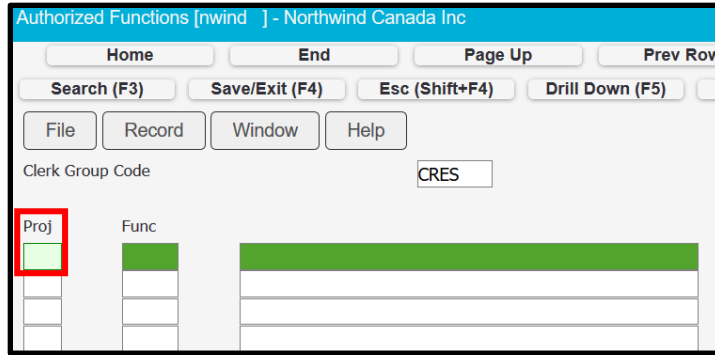 Authorized Functions [nwind ] - Northwind Canada Inc
Home End Page Up Prev Row
Search (F3) Save/Exit (F4) Esc (Shift+F4) Drill Down (F5)
File Record Window Help
Clerk Group Code CRES
Proj Func